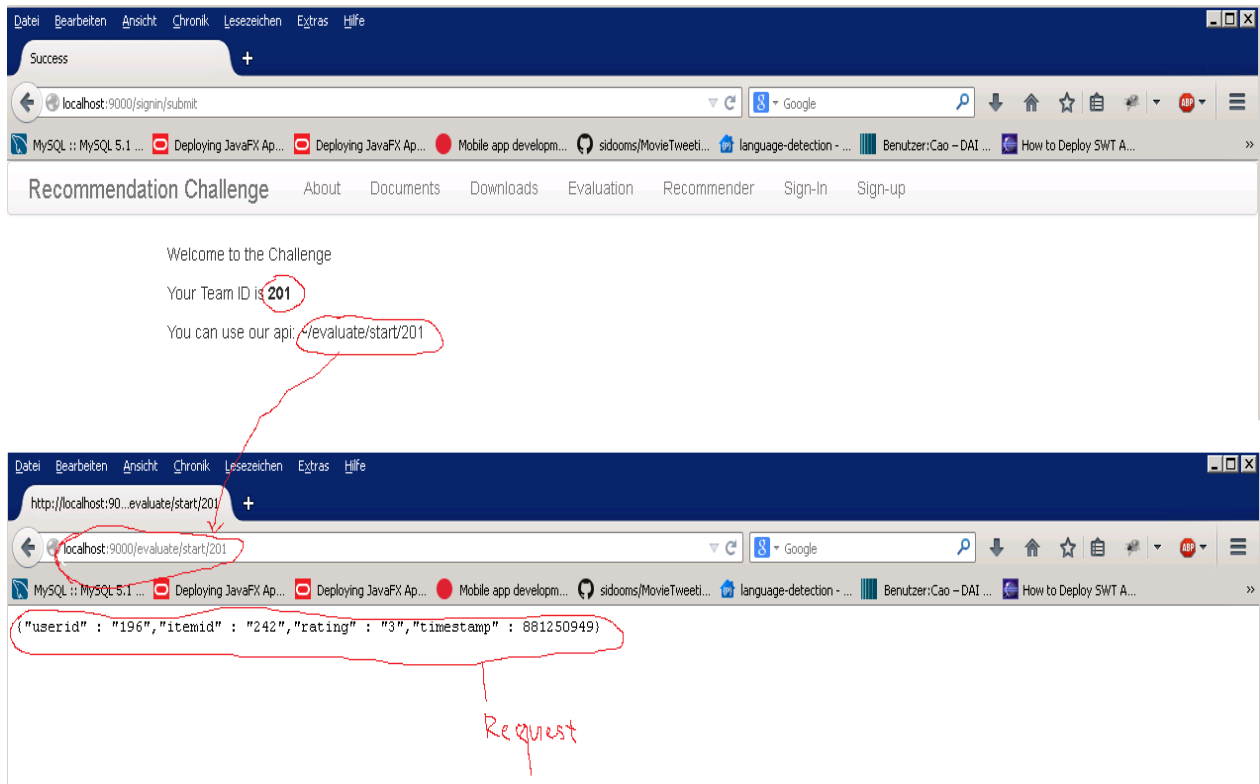 Datei Bearbeiten Ansicht Chronik Lesezeichen Extras Hilfe
Success +
localhost:9000/signin/submit 8 Google ABP
MySQL :: MySQL 5.1 ... Deploying JavaFX Ap... Deploying JavaFX Ap... Mobile app developm... sidooms/MovieTweeti... language-detection - ... Benutzer:Cao – DAI ... How to Deploy SWT A... »
Recommendation Challenge About Documents Downloads Evaluation Recommender Sign-In Sign-up
Welcome to the Challenge
Your Team ID is 201
You can use our api: ~/evaluate/start/201
Datei Bearbeiten Ansicht Chronik Lesezeichen Extras Hilfe
http://localhost:90...evaluate/start/201 +
localhost:9000/evaluate/start/201 8 Google ABP
MySQL :: MySQL 5.1 ... Deploying JavaFX Ap... Deploying JavaFX Ap... Mobile app developm... sidooms/MovieTweeti... language-detection - ... Benutzer:Cao – DAI ... How to Deploy SWT A... »
{"userid" : "196","itemid" : "242","rating" : "3","timestamp" : 881250949}
Request